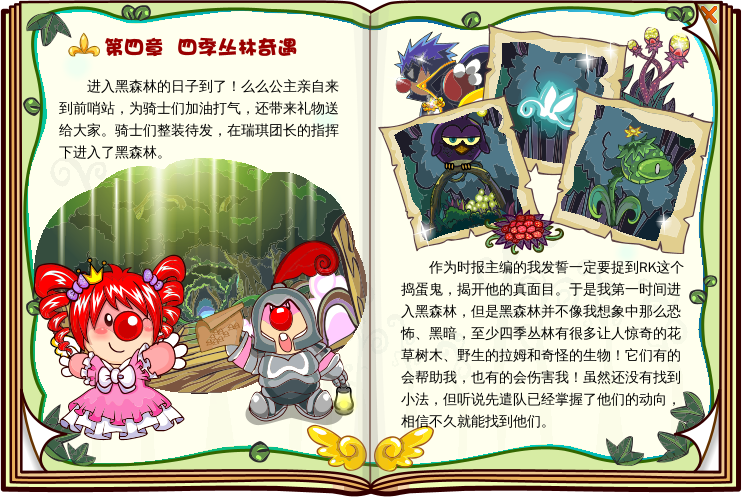 第四章 四季丛林奇遇
进入黑森林的日子到了！么么公主亲自来
到前哨站，为骑士们加油打气，还带来礼物送
给大家。骑士们整装待发，在瑞琪团长的指挥
下进入了黑森林。
作为时报主编的我发誓一定要捉到RK这个
捣蛋鬼，揭开他的真面目。于是我第一时间进
入黑森林，但是黑森林并不像我想象中那么恐
怖、黑暗，至少四季丛林有很多让人惊奇的花
草树木、野生的拉姆和奇怪的生物！它们有的
会帮助我，也有的会伤害我！虽然还没有找到
小法，但听说先遣队已经掌握了他们的动向，
相信不久就能找到他们。